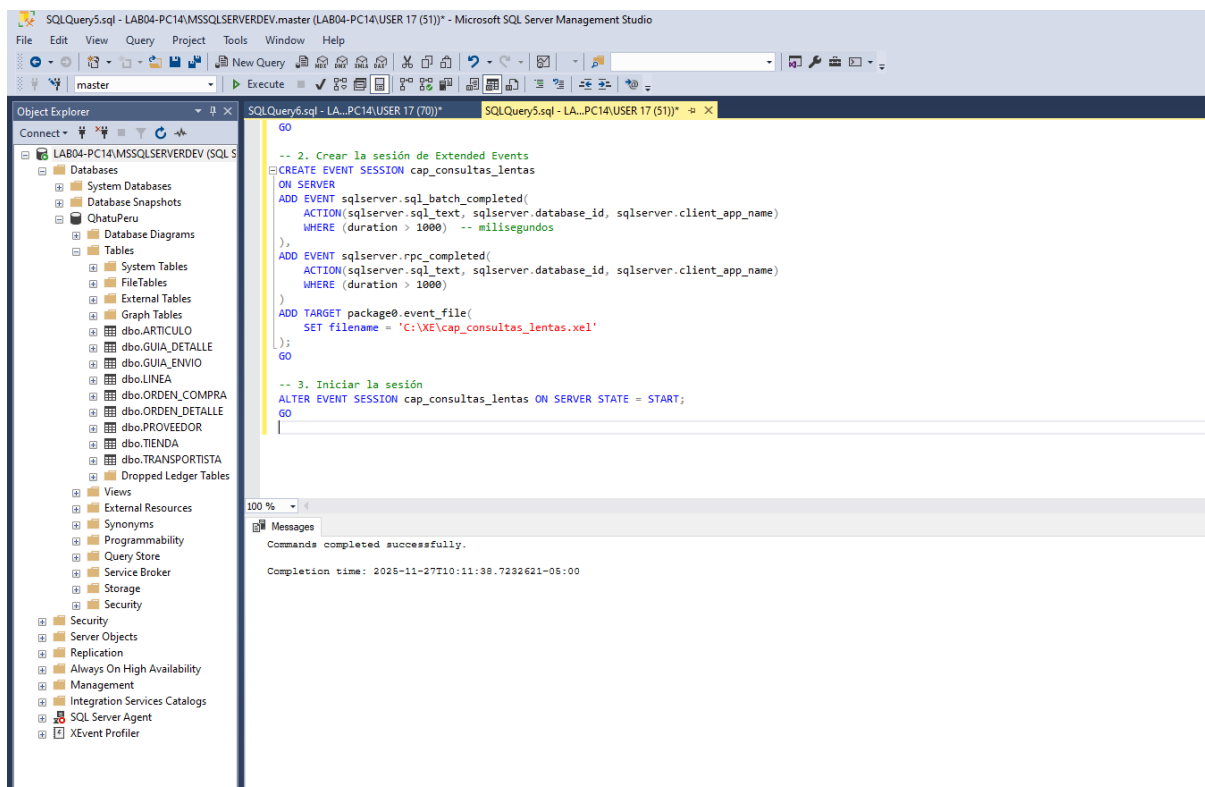 SQLQuery5.sql - LAB04-PC14\MSSQLSERVERDEV.master (LAB04-PC14\USER 17 (51))* - Microsoft SQL Server Management Studio
File Edit View Query Project Tools Window Help
New Query
master Execute
Object Explorer
SQLQuery6.sql - LA...PC14\USER 17 (70))* SQLQuery5.sql - LA...PC14\USER 17 (51))*
Connect
LAB04-PC14\MSSQLSERVERDEV (SQL S
Databases
System Databases
Database Snapshots
QhatuPeru
Database Diagrams
Tables
System Tables
FileTables
External Tables
Graph Tables
dbo.ARTICULO
dbo.GUIA_DETALLE
dbo.GUIA_ENVIO
dbo.LINEA
dbo.ORDEN_COMPRA
dbo.ORDEN_DETALLE
dbo.PROVEEDOR
dbo.TIENDA
dbo.TRANSPORTISTA
Dropped Ledger Tables
Views
External Resources
Synonyms
Programmability
Query Store
Service Broker
Storage
Security
Security
Server Objects
Replication
Always On High Availability
Management
Integration Services Catalogs
SQL Server Agent
XEvent Profiler
GO
-- 2. Crear la sesión de Extended Events
CREATE EVENT SESSION cap_consultas_lentas
ON SERVER
ADD EVENT sqlserver.sql_batch_completed(
ACTION(sqlserver.sql_text, sqlserver.database_id, sqlserver.client_app_name)
WHERE (duration > 1000) -- milisegundos
),
ADD EVENT sqlserver.rpc_completed(
ACTION(sqlserver.sql_text, sqlserver.database_id, sqlserver.client_app_name)
WHERE (duration > 1000)
)
ADD TARGET package0.event_file(
SET filename = 'C:\XE\cap_consultas_lentas.xel'
);
GO
-- 3. Iniciar la sesión
ALTER EVENT SESSION cap_consultas_lentas ON SERVER STATE = START;
GO
100 %
Messages
Commands completed successfully.
Completion time: 2025-11-27T10:11:38.7232621-05:00